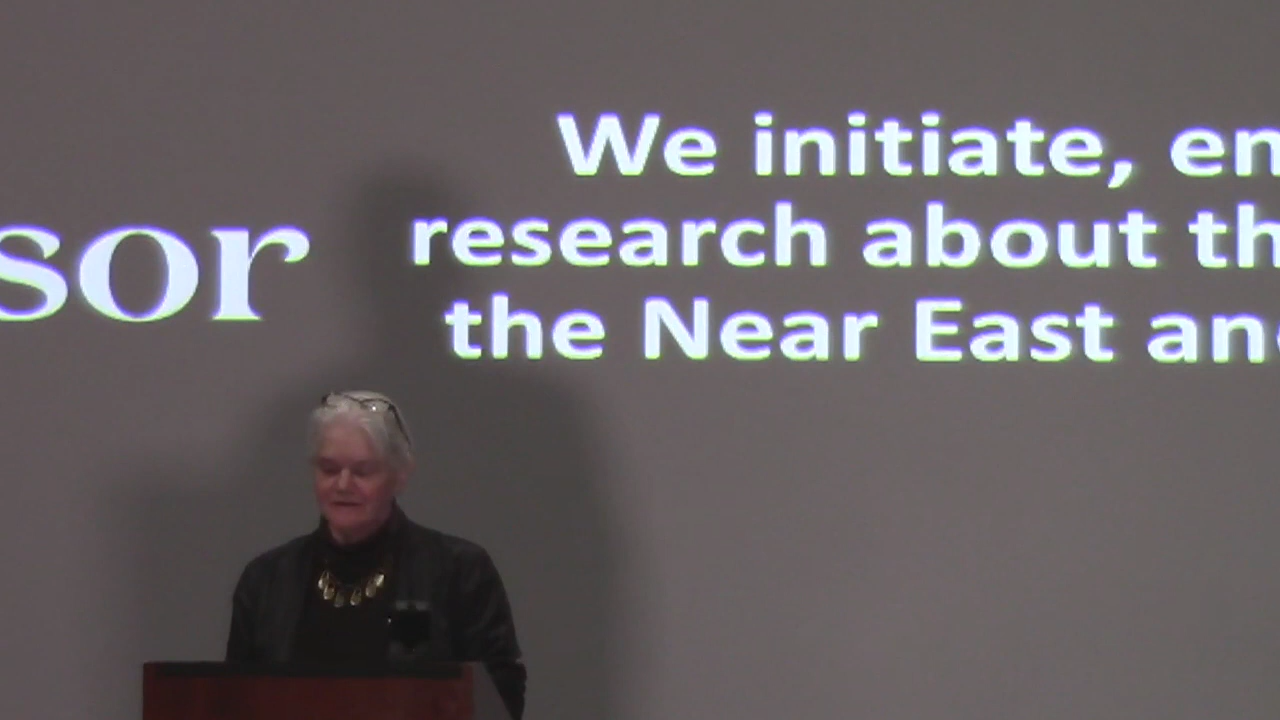 We initiate, en
research about th
sor
the Near East an